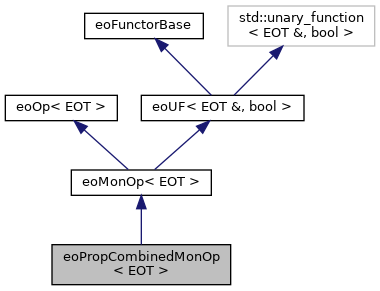 eoFunctorBase
std::unary_function
< EOT &, bool >
eoOp< EOT >
eoUF< EOT &, bool >
eoMonOp< EOT >
eoPropCombinedMonOp
< EOT >